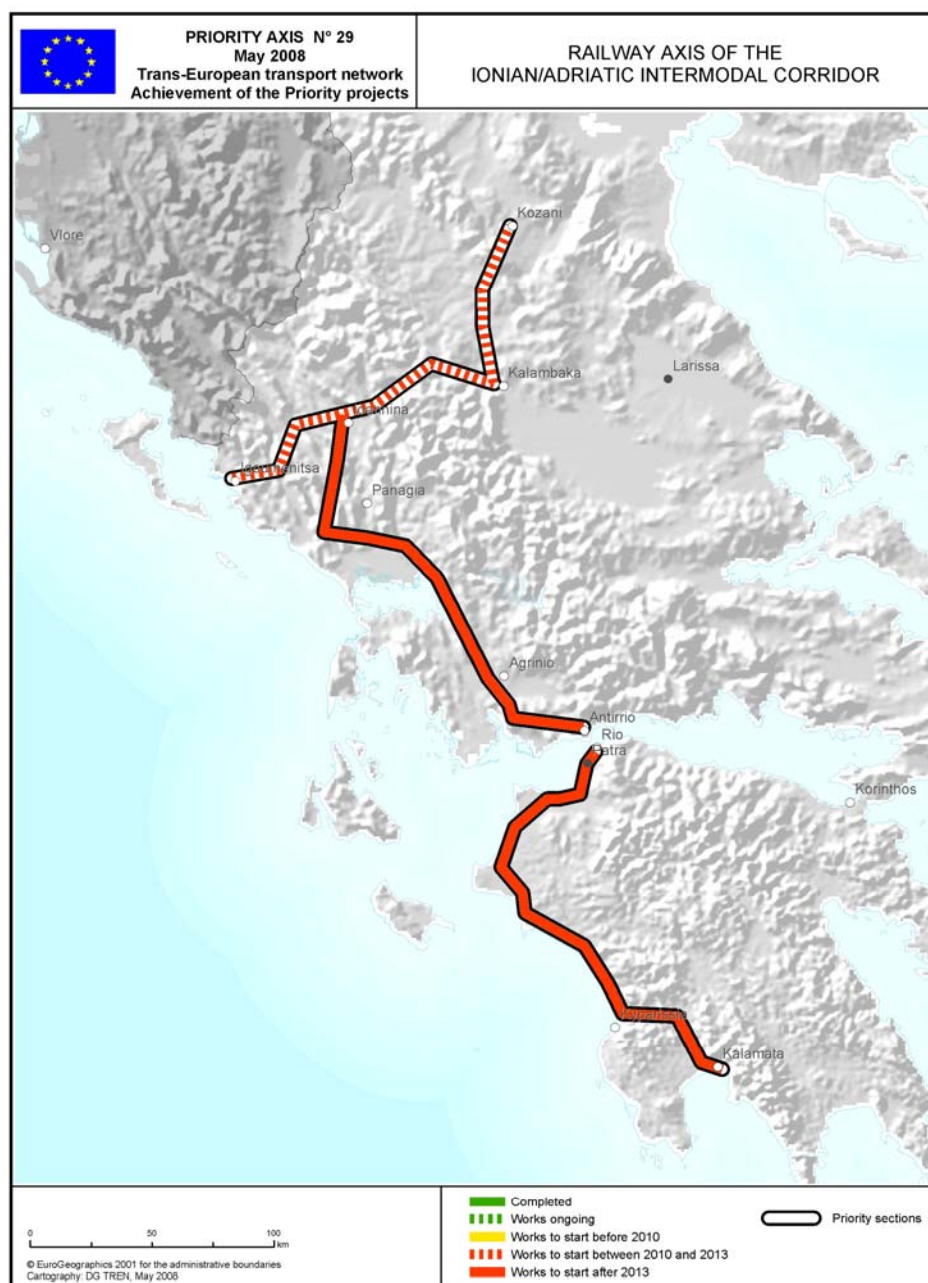 PRIORITY AXIS N° 29
May 2008
Trans-European transport network
Achievement of the Priority projects
RAILWAY AXIS OF THE
IONIAN/ADRIATIC INTERMODAL CORRIDOR
Kozani
Vlore
Larissa
Kalambaka
Ioannina
Igoumenitsa
Panagia
Agrinio
Antirrio
Rio
Patra
Korinthos
Kyparissia
Kalamata
0 50 100
km
© EuroGeographics 2001 for the administrative boundaries
Cartography: DG TREN, May 2008
Completed
Works ongoing
Works to start before 2010
Works to start between 2010 and 2013
Works to start after 2013
Priority sections